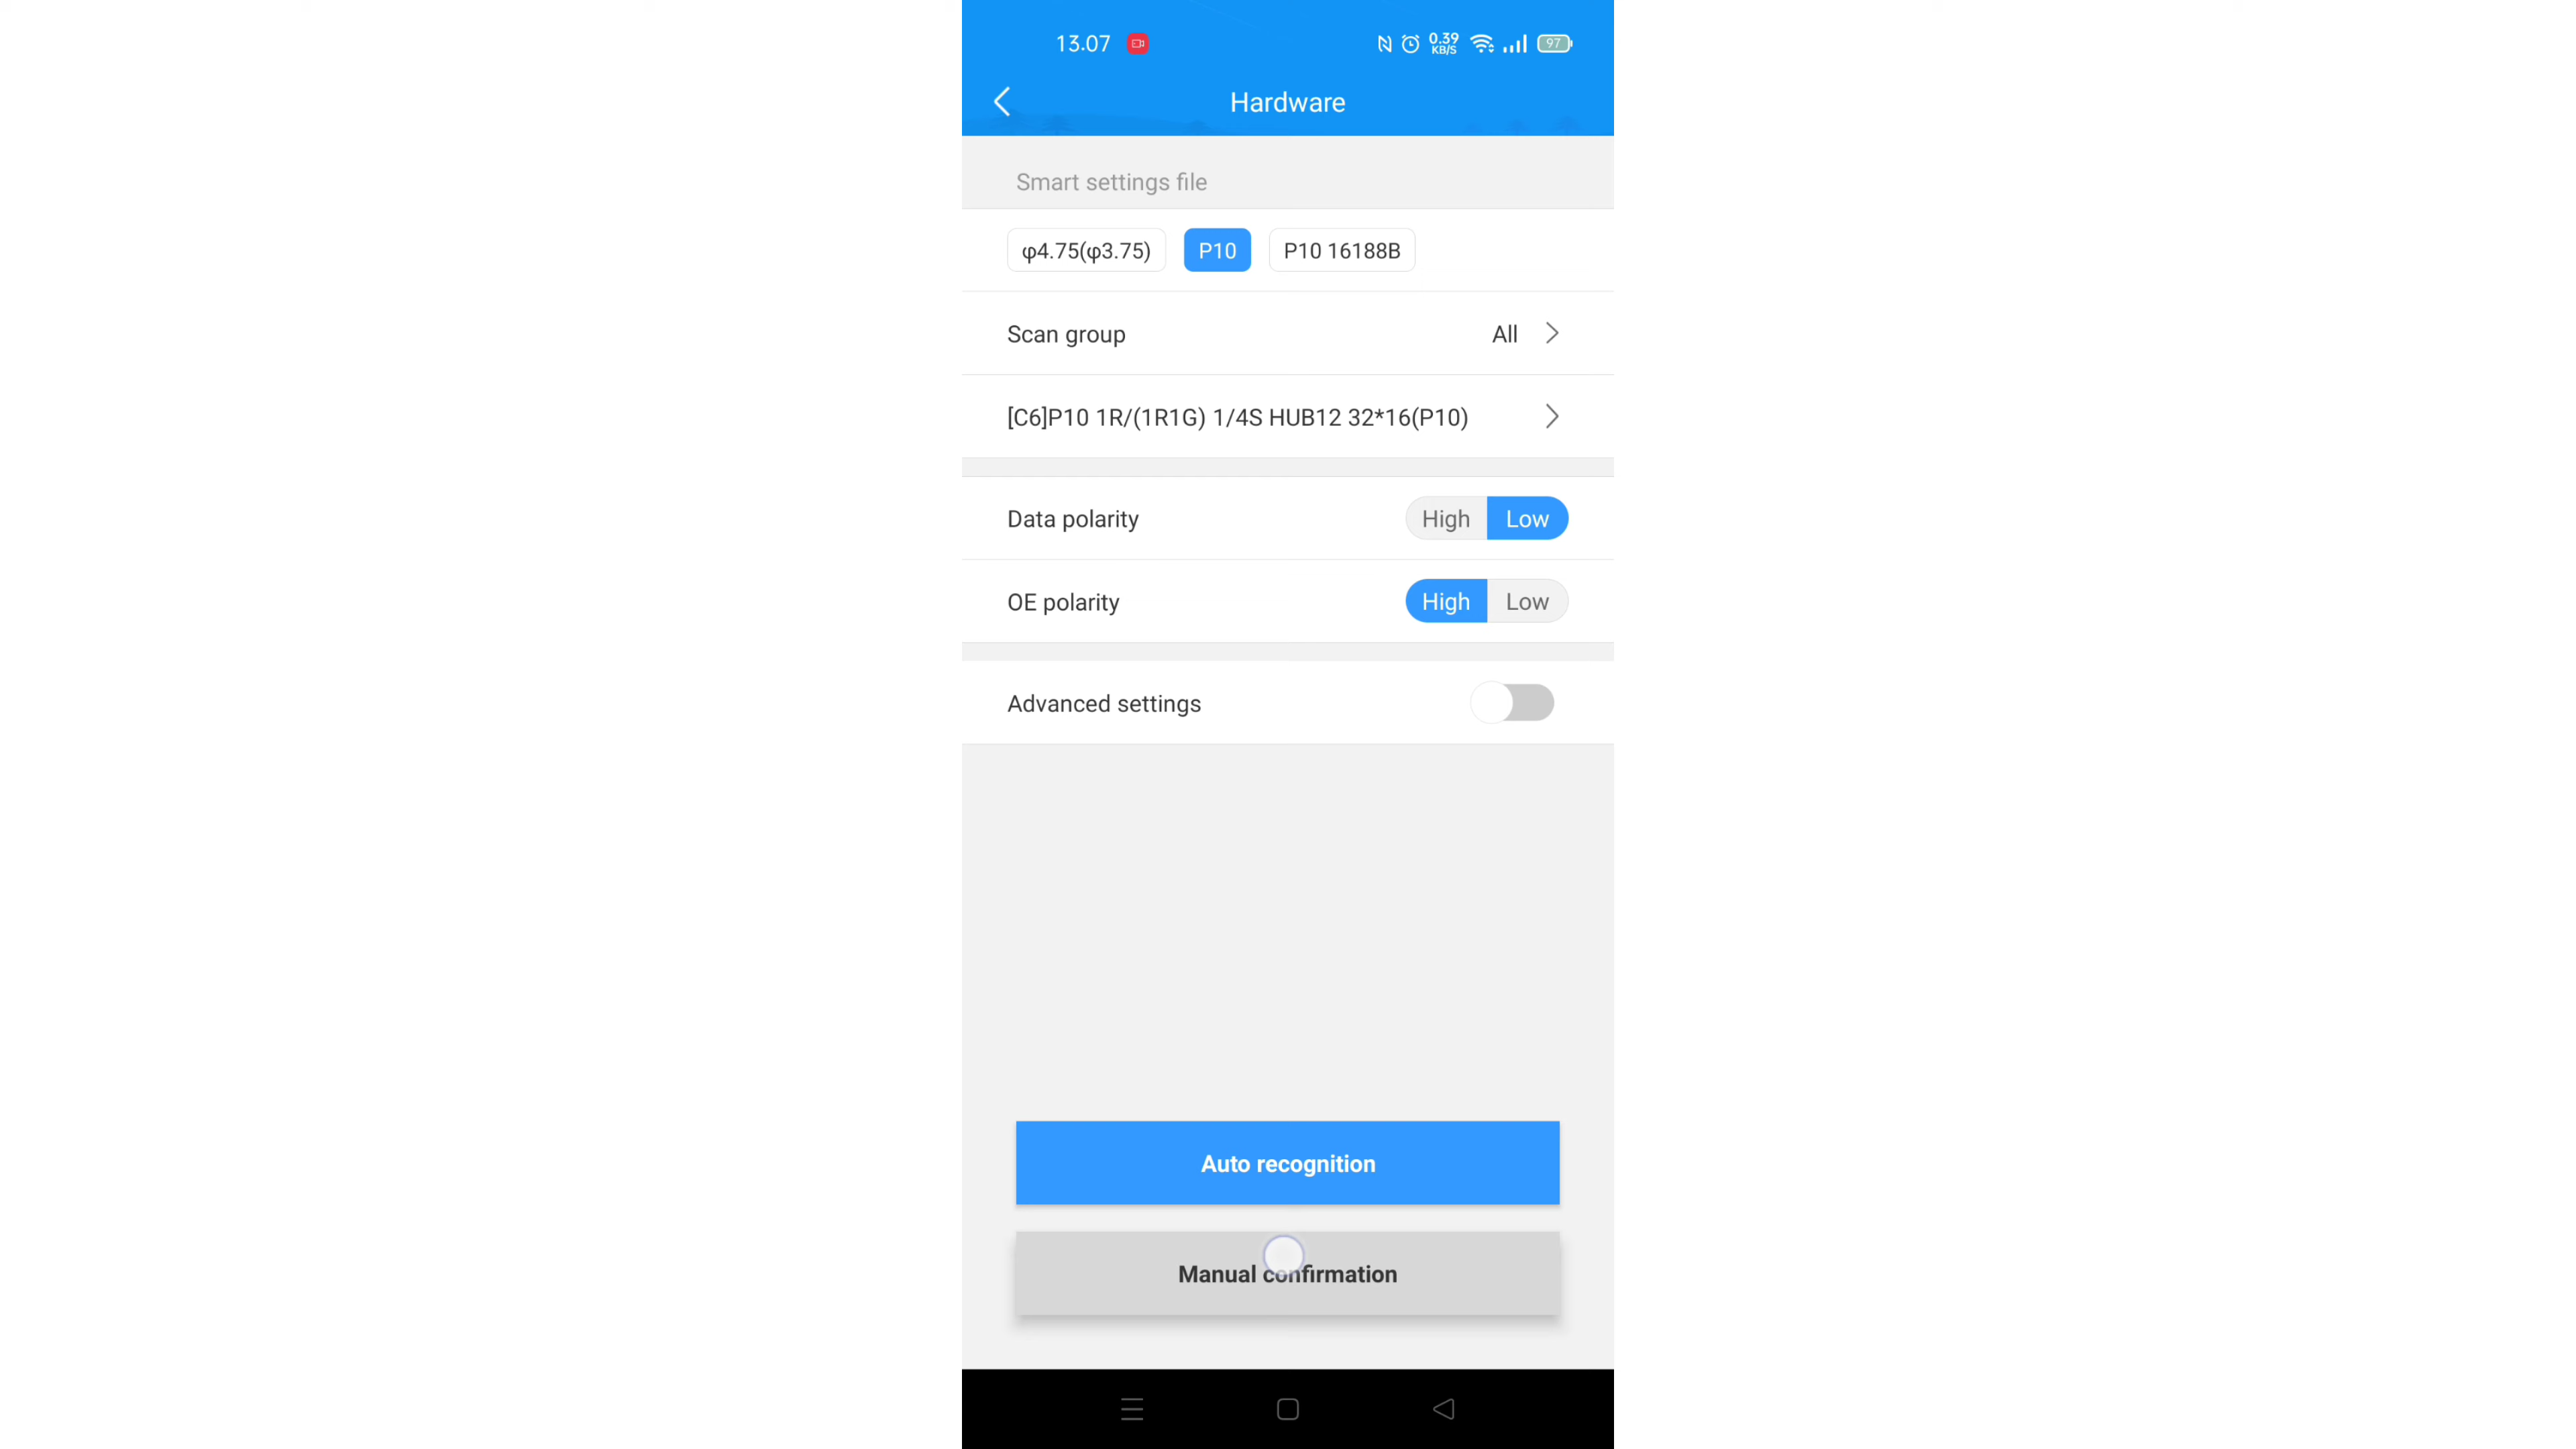 13.07 0.39 KB/S 97
Hardware
Smart settings file
φ4.75(φ3.75) P10 P10 16188B
Scan group All
[C6]P10 1R/(1R1G) 1/4S HUB12 32*16(P10)
Data polarity High Low
OE polarity High Low
Advanced settings
Auto recognition
Manual confirmation